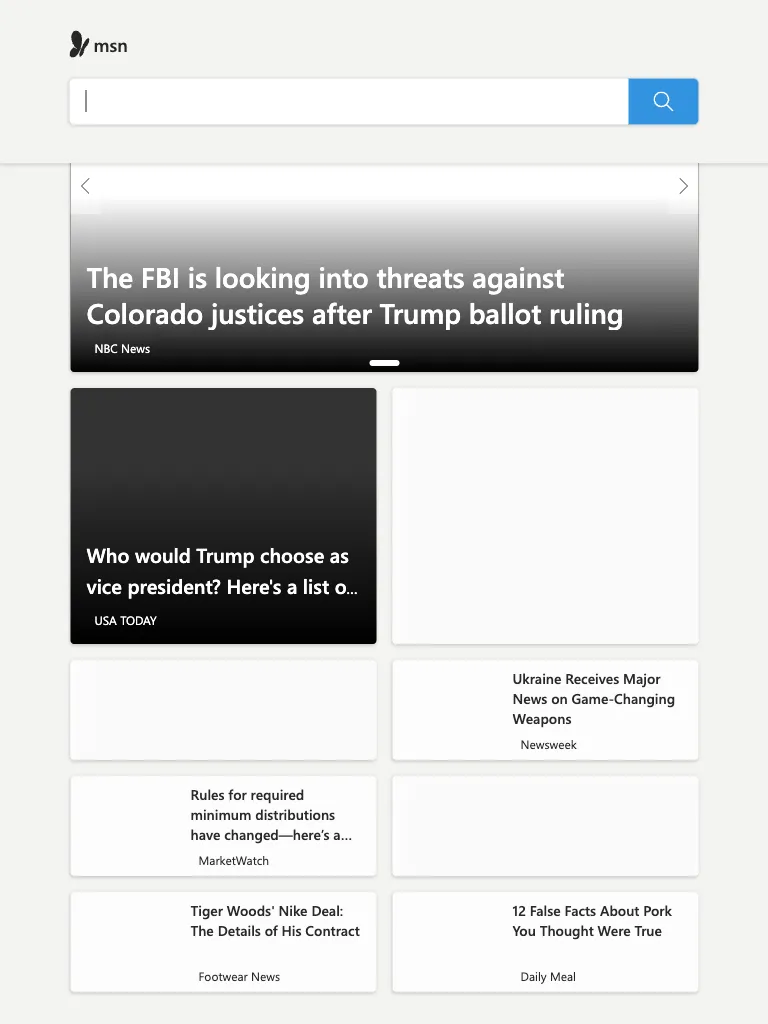 msn
The FBI is looking into threats against
Colorado justices after Trump ballot ruling
NBC News
Who would Trump choose as
vice president? Here's a list o...
USA TODAY
Ukraine Receives Major
News on Game-Changing
Weapons
Newsweek
Rules for required
minimum distributions
have changed—here’s a...
MarketWatch
Tiger Woods' Nike Deal:
The Details of His Contract
Footwear News
12 False Facts About Pork
You Thought Were True
Daily Meal